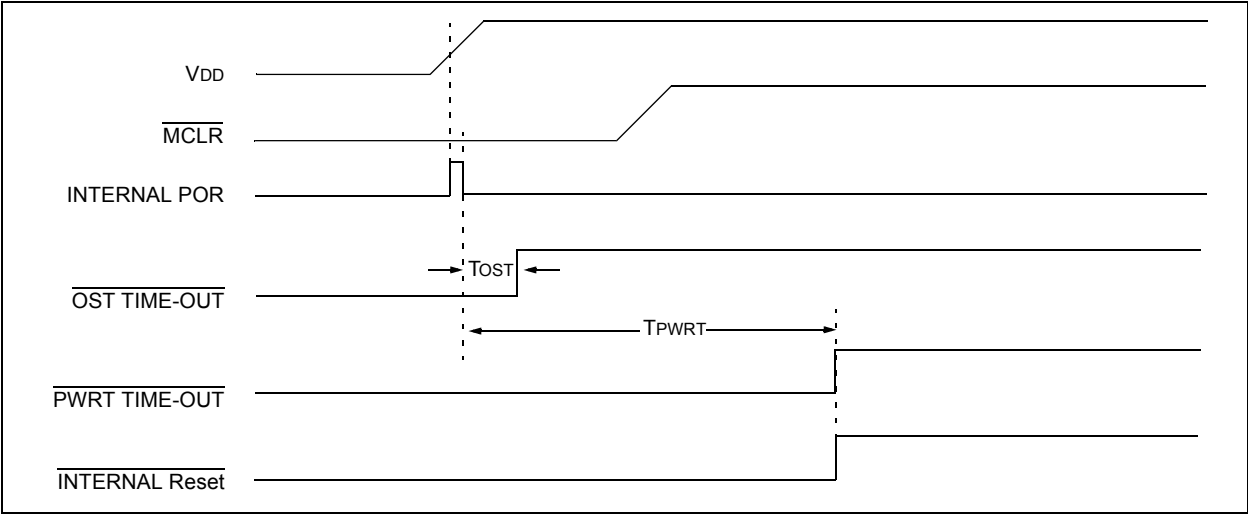 VDD
MCLR
INTERNAL POR
TOST
OST TIME-OUT
TPWRT
PWRT TIME-OUT
INTERNAL Reset